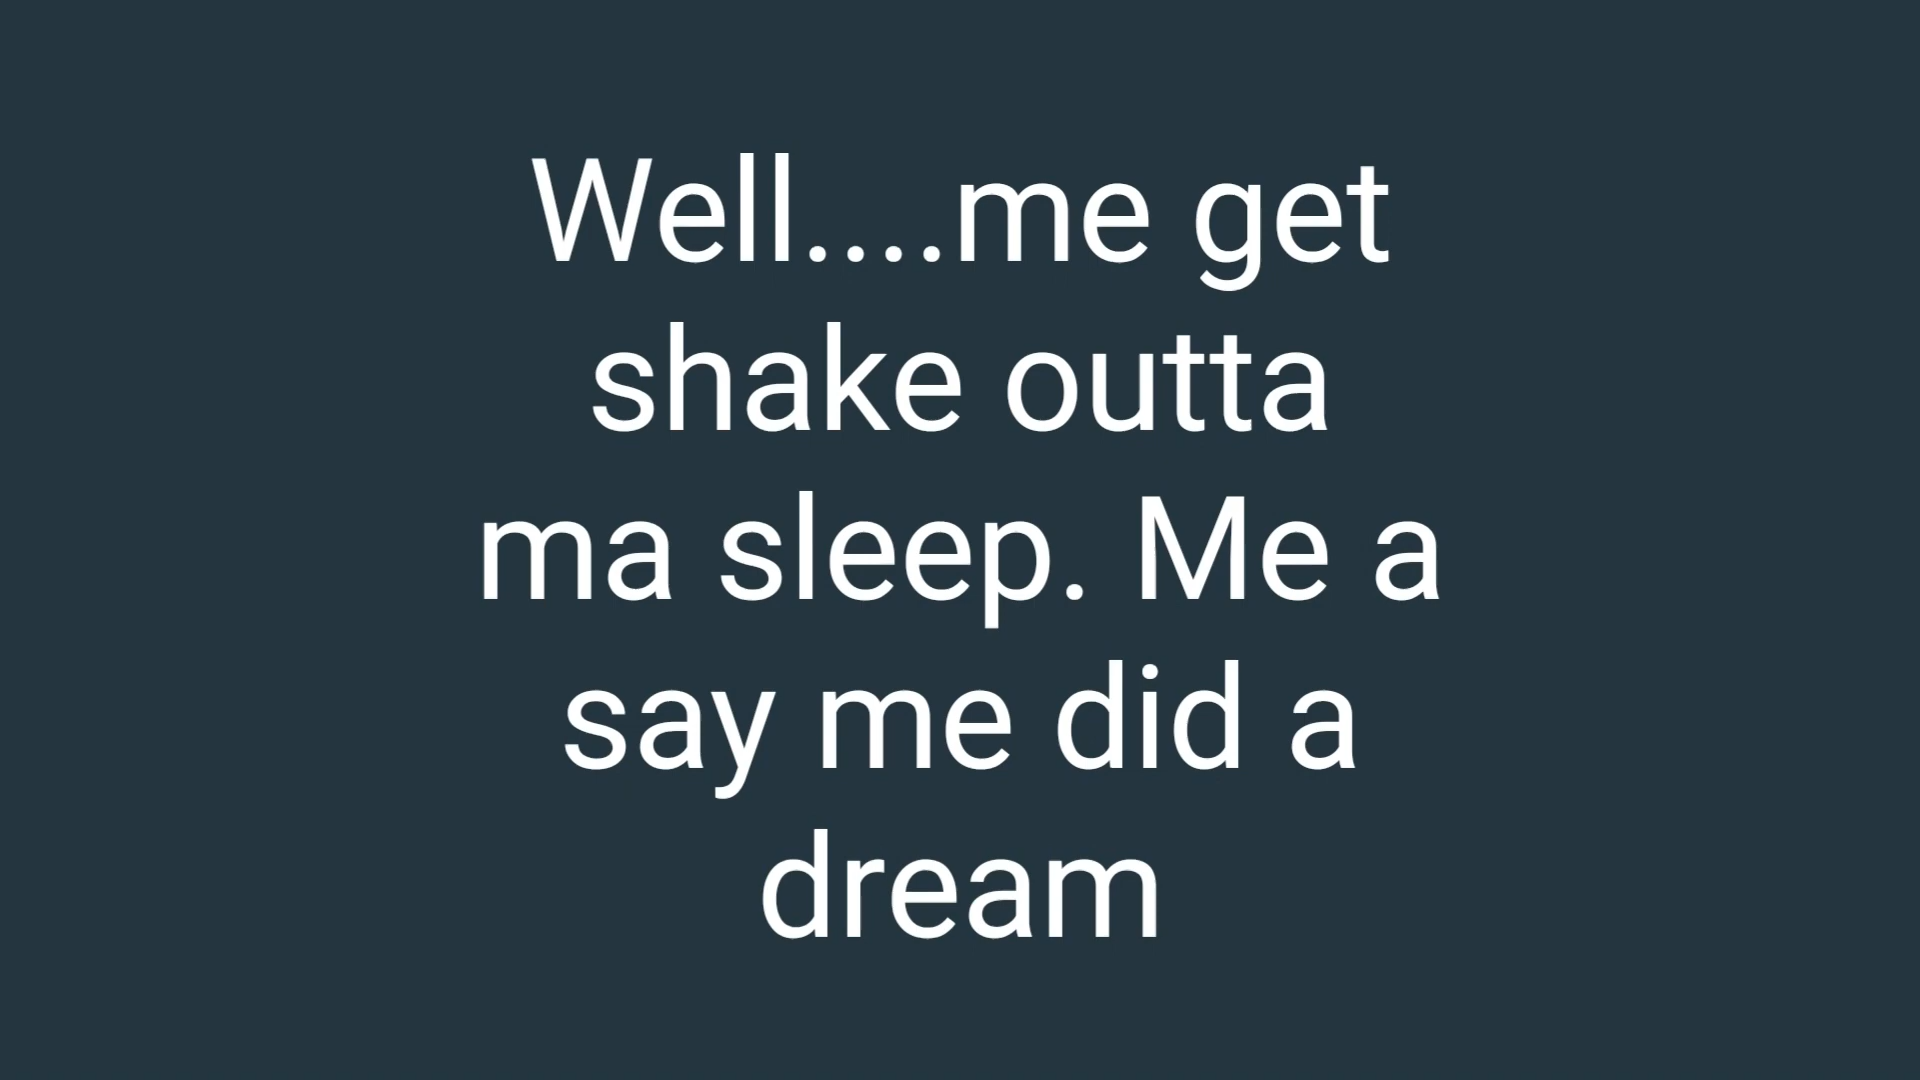 Well....me get
shake outta
ma sleep. Me a
say me did a
dream